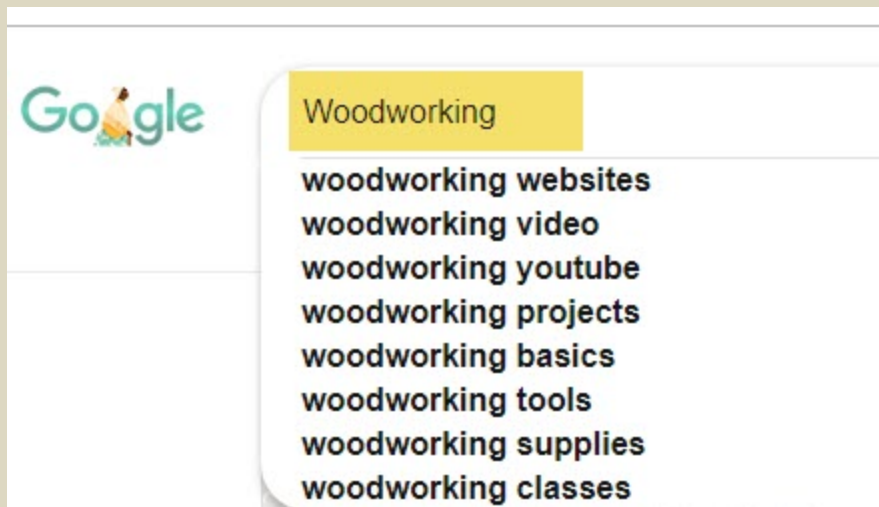 Google
Woodworking
woodworking websites
woodworking video
woodworking youtube
woodworking projects
woodworking basics
woodworking tools
woodworking supplies
woodworking classes